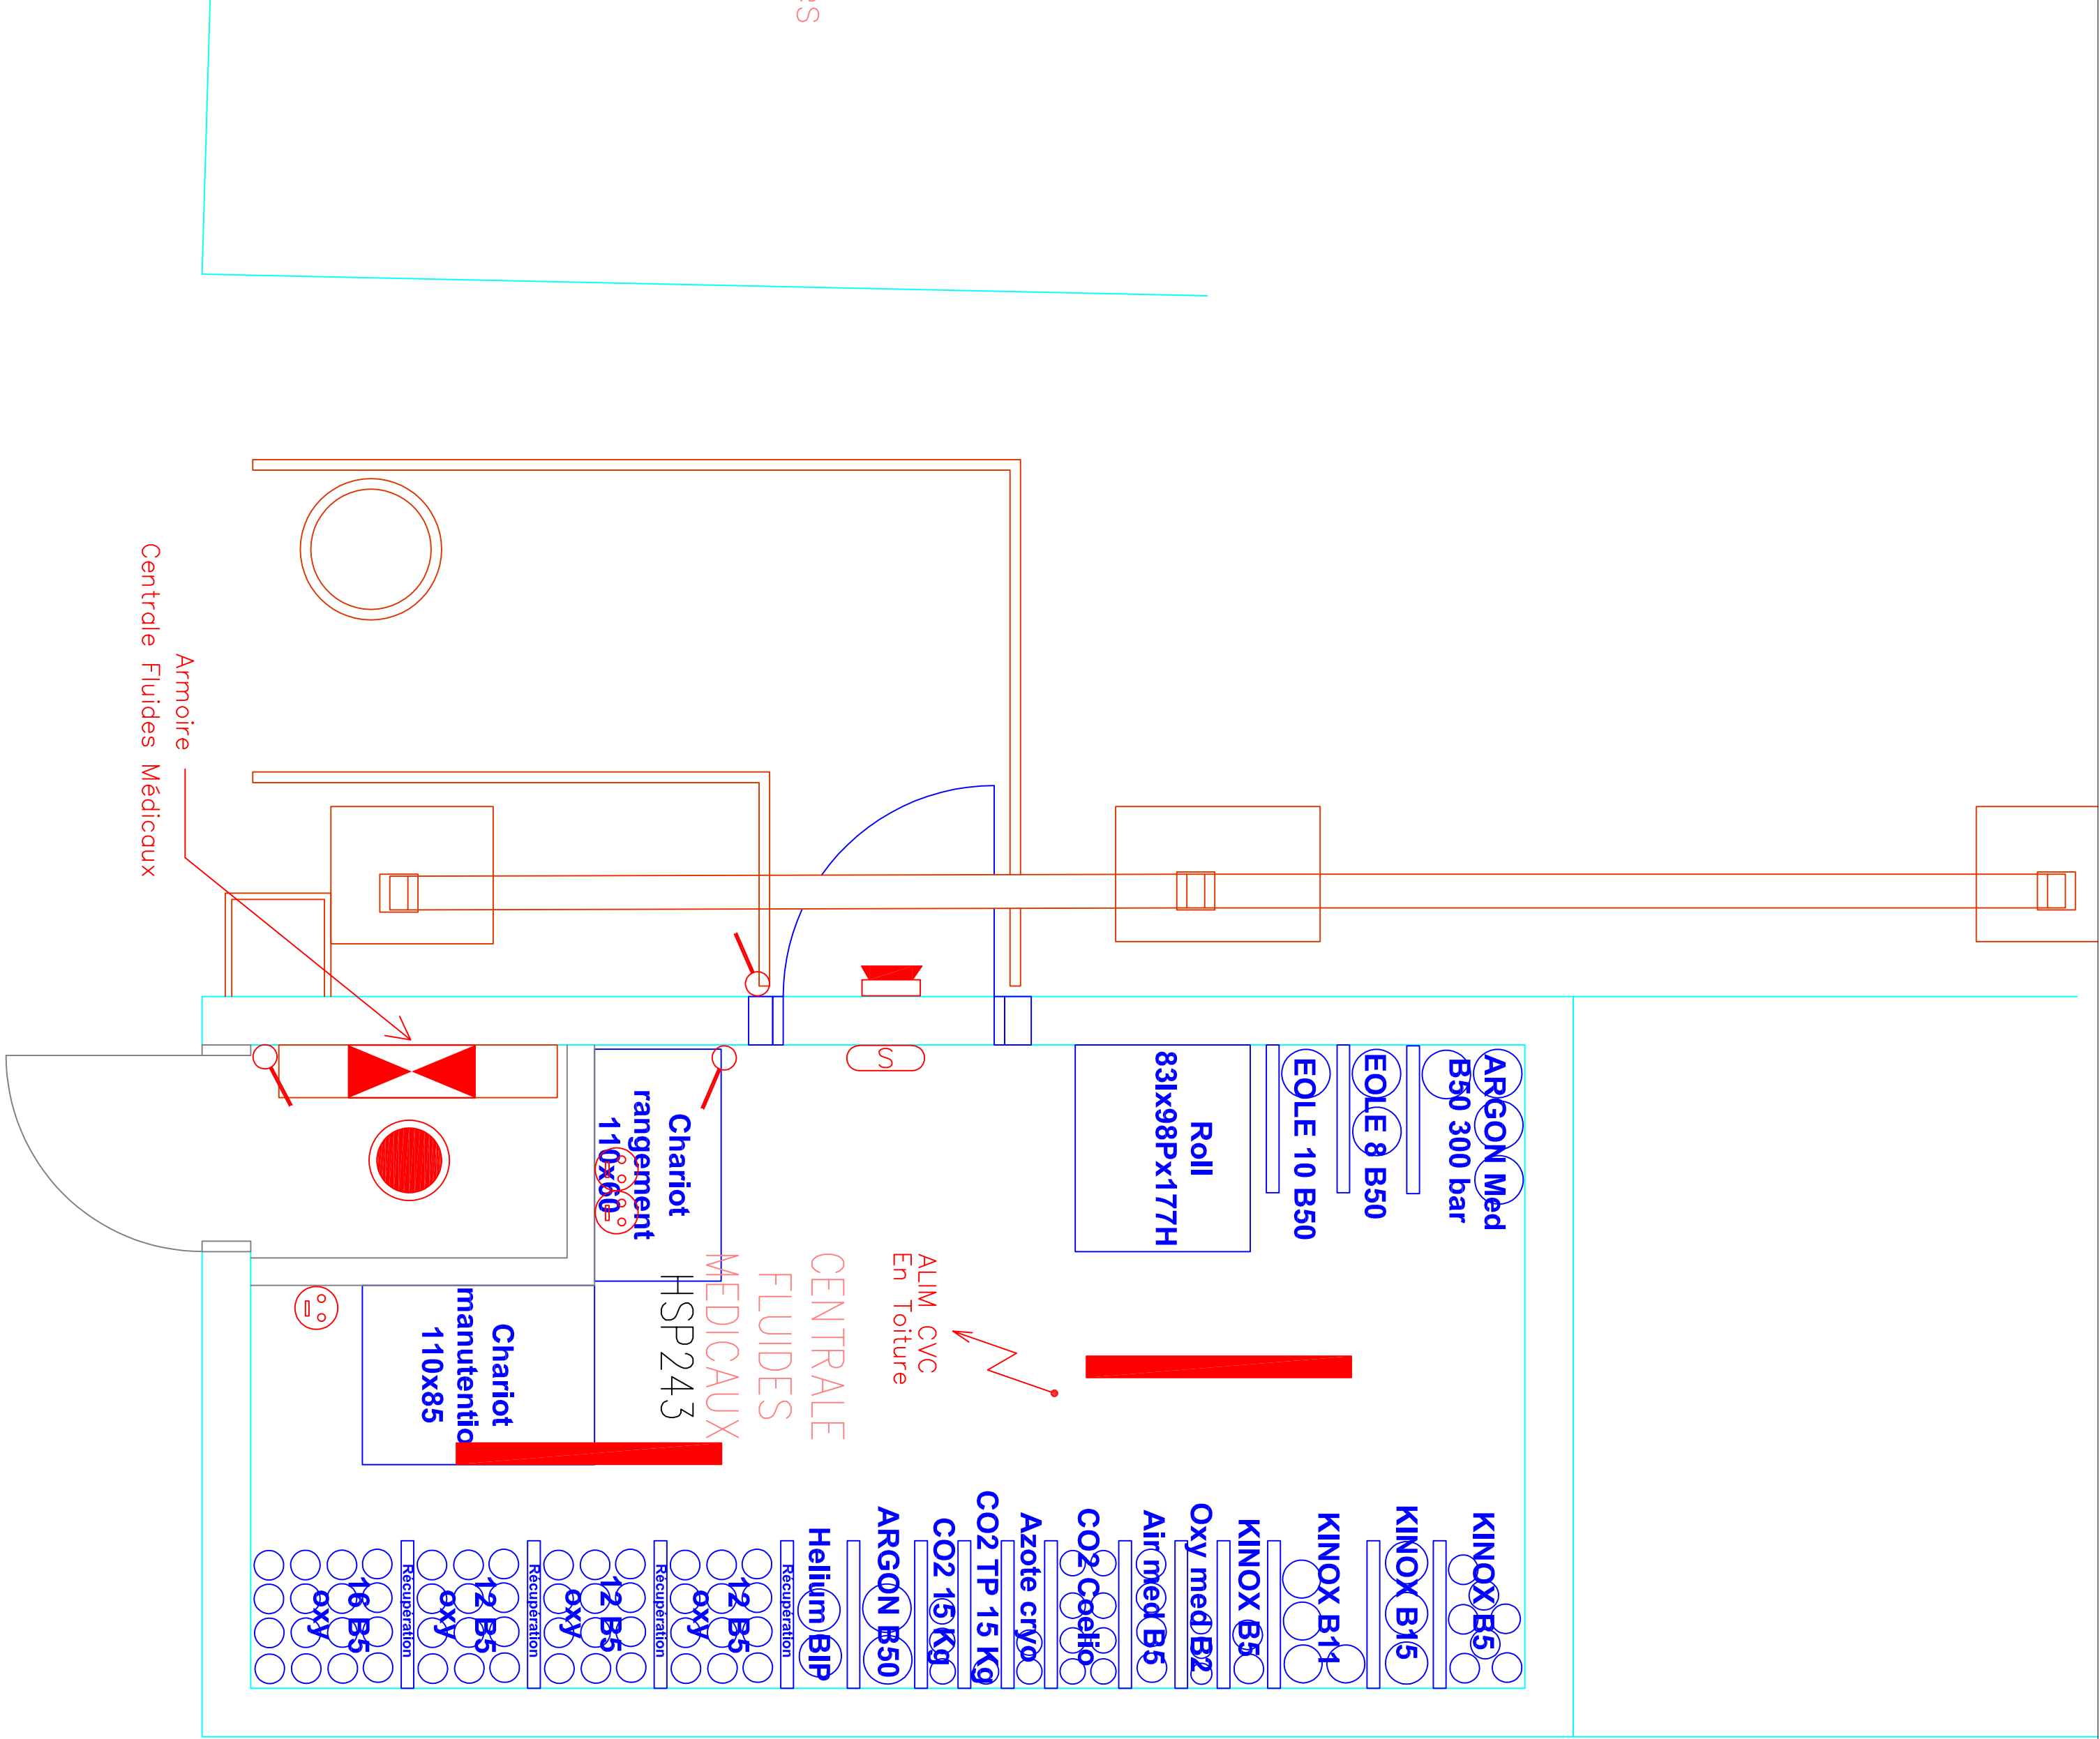 Armoire
Centrale Fluides Médicaux
Chariot
rangement
110x60
Roll
83lx98Px177H
EOLE 10 B50
EOLE 8 B50
ARGON Med
B50 300 bar
CENTRALE
FLUIDES
MEDICAUX
HSP243
ALIM CVC
En Toiture
S
Chariot
manutentio
110x85
16 B5
oxy
Récupération
12 B5
oxy
Récupération
12 B5
oxy
Récupération
12 B5
oxy
Récupération
Helium BIP
ARGON B50
CO2 15 Kg
CO2 TP 15 Kg
Azote cryo
CO2 Coelio
Air med B5
Oxy med B2
KINOX B5
KINOX B11
KINOX B15
KINOX B5